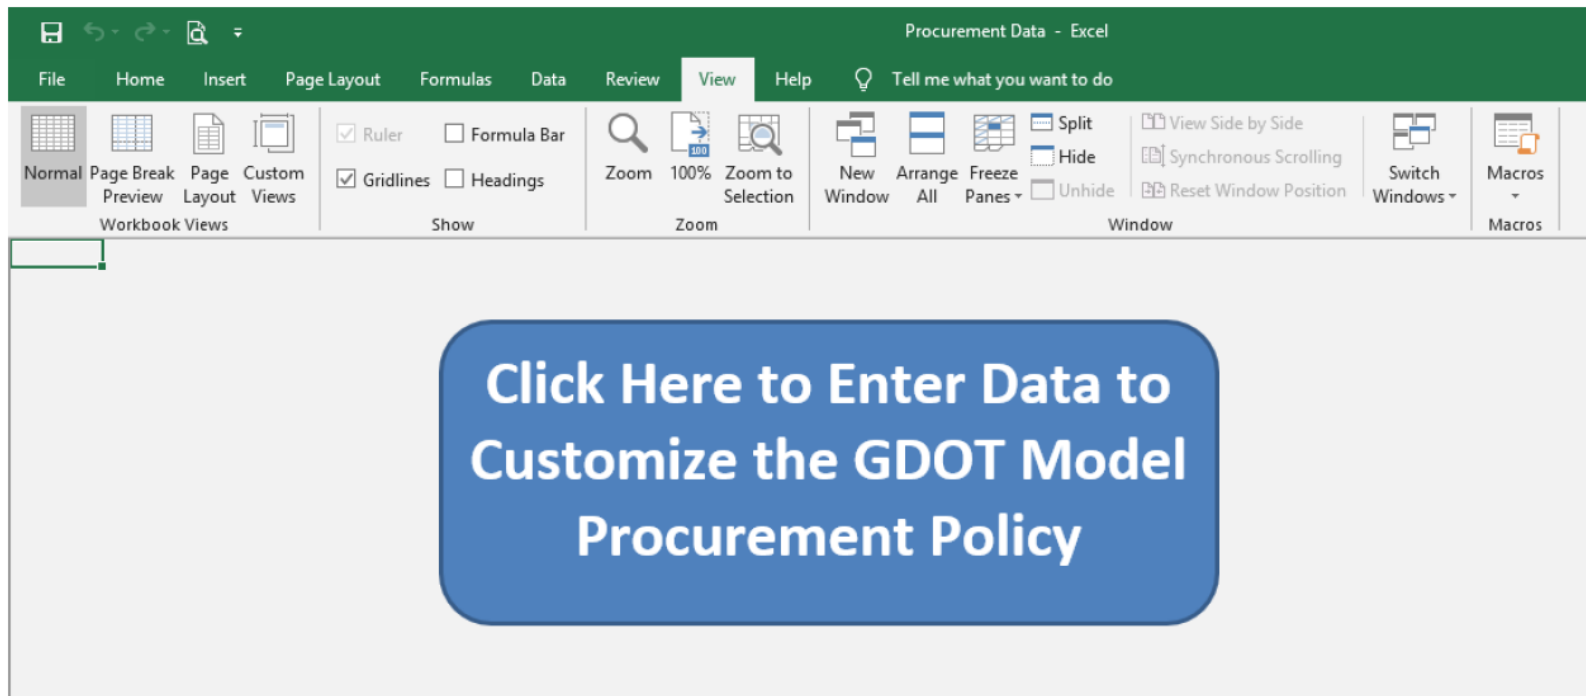 Procurement Data - Excel
File Home Insert Page Layout Formulas Data Review View Help Tell me what you want to do
Ruler Formula Bar
Gridlines Headings
Normal Page Break Preview Page Layout Custom Views
Workbook Views
Show
Zoom 100% Zoom to Selection
100
Zoom
New Window Arrange All Freeze Panes
Split
Hide
Unhide
View Side by Side
Synchronous Scrolling
Reset Window Position
Switch Windows
Window
Macros
Macros
Click Here to Enter Data to
Customize the GDOT Model
Procurement Policy